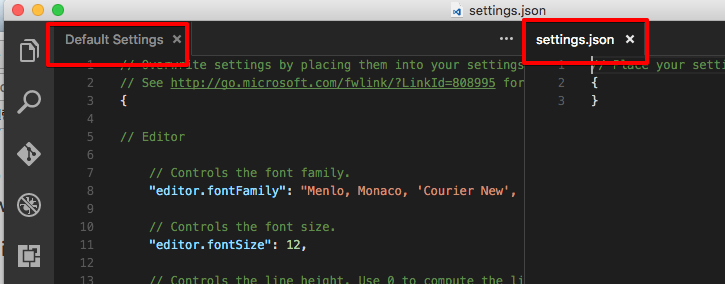 settings.json
Default Settings × ••• settings.json ×
1 // Overwrite settings by placing them into your settings
2 // See http://go.microsoft.com/fwlink/?LinkId=808995 for
3 {
4
5 // Editor
6
7 // Controls the font family.
8 "editor.fontFamily": "Menlo, Monaco, 'Courier New',
9
10 // Controls the font size.
11 "editor.fontSize": 12,
12
13 // Controls the line height. Use 0 to compute the li
1 // Place your setti
2 {
3 }